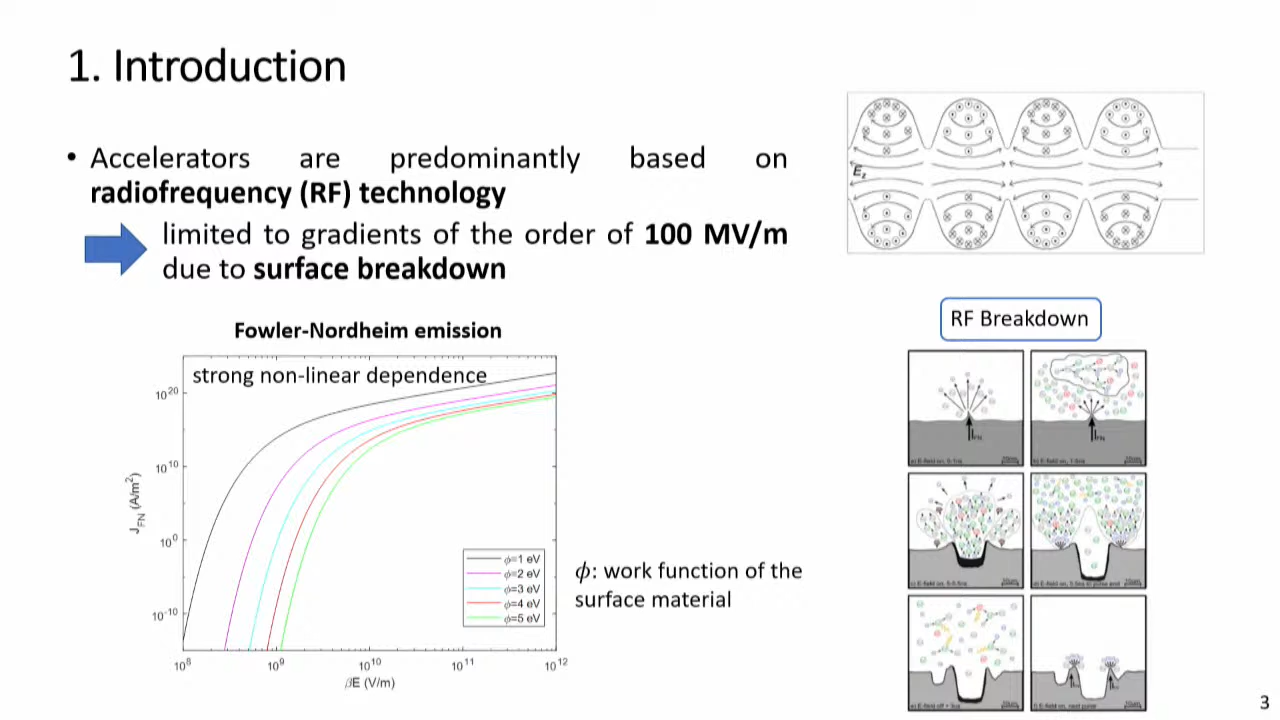 1. Introduction
• Accelerators are predominantly based on
radiofrequency (RF) technology
limited to gradients of the order of 100 MV/m
due to surface breakdown
E_z
Fowler-Nordheim emission
strong non-linear dependence
10^20
10^10
10^0
10^-10
J_FN (A/m^2)
ϕ=1 eV
ϕ=2 eV
ϕ=3 eV
ϕ=4 eV
ϕ=5 eV
10^8
10^9
10^10
10^11
10^12
βE (V/m)
ϕ: work function of the
surface material
RF Breakdown
3